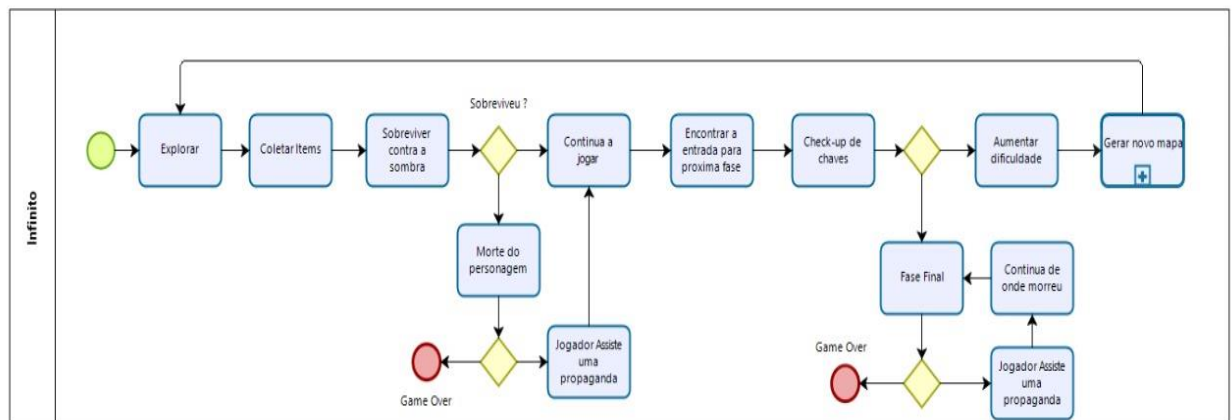 Infinito
Explorar
Coletar Items
Sobreviver
contra a
sombra
Sobreviveu ?
Continua a
jogar
Encontrar a
entrada para
proxima fase
Check-up de
chaves
Aumentar
dificuldade
Gerar novo mapa
Morte do
personagem
Game Over
Jogador Assiste
uma
propaganda
Fase Final
Continua de
onde morreu
Game Over
Jogador Assiste
uma
propaganda